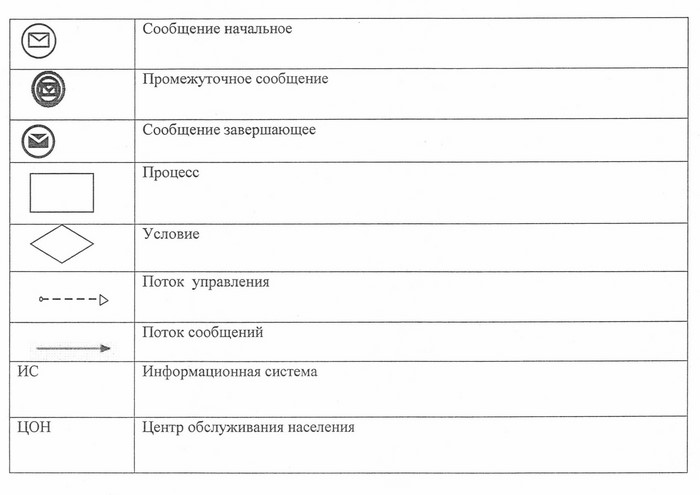 Сообщение начальное
Промежуточное сообщение
Сообщение завершающее
Процесс
Условие
Поток управления
Поток сообщений
ИС Информационная система
ЦОН Центр обслуживания населения